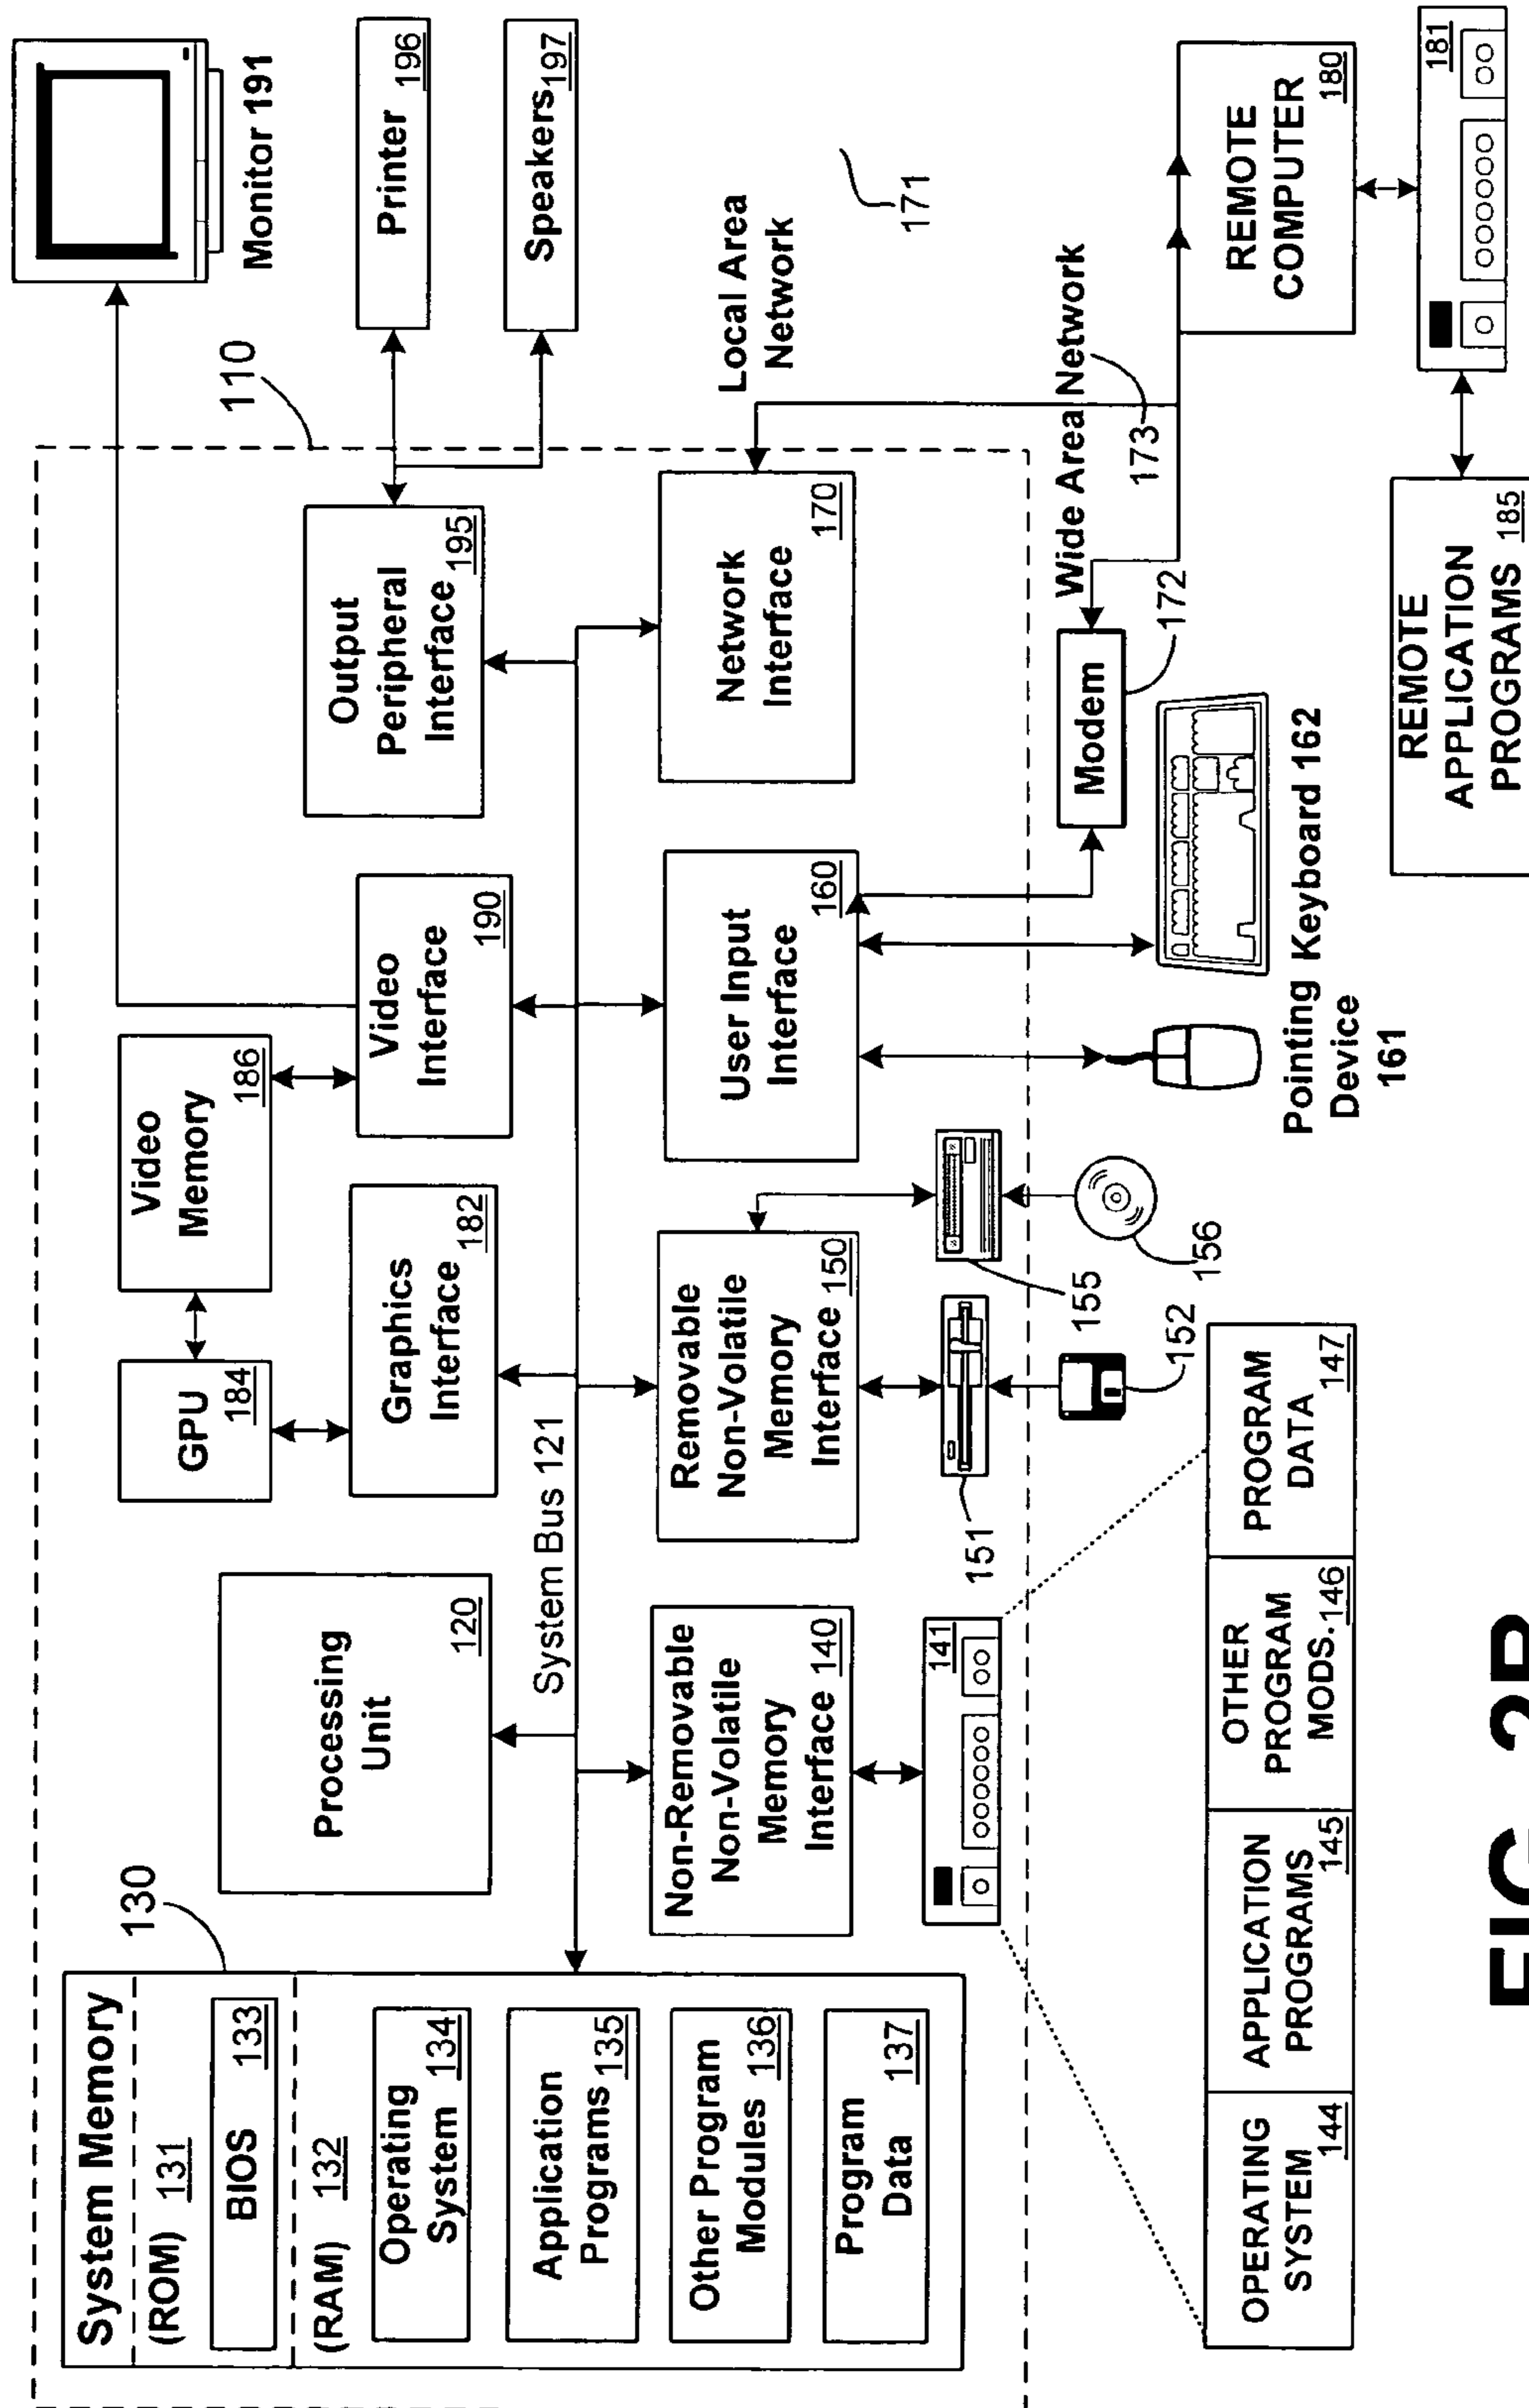 System Memory
(ROM) 131
BIOS 133
(RAM) 132
Operating
System 134
Application
Programs 135
Other Program
Modules 136
Program
Data 137
130
Processing
Unit
120
GPU
184
Video
Memory
186
Graphics
Interface
182
Video
Interface
190
Output
Peripheral
Interface 195
110
Monitor 191
Printer
196
Speakers 197
System Bus 121
Non-Removable
Non-Volatile
Memory
Interface 140
Removable
Non-Volatile
Memory
Interface 150
User Input
Interface
160
Network
Interface
170
Local Area
Network
171
141
151
152
155
156
Modem
172
Wide Area Network
173
Pointing
Device
161
Keyboard 162
REMOTE
COMPUTER
180
181
REMOTE
APPLICATION
PROGRAMS 185
OPERATING
SYSTEM
144
APPLICATION
PROGRAMS
145
OTHER
PROGRAM
MODS. 146
PROGRAM
DATA
147